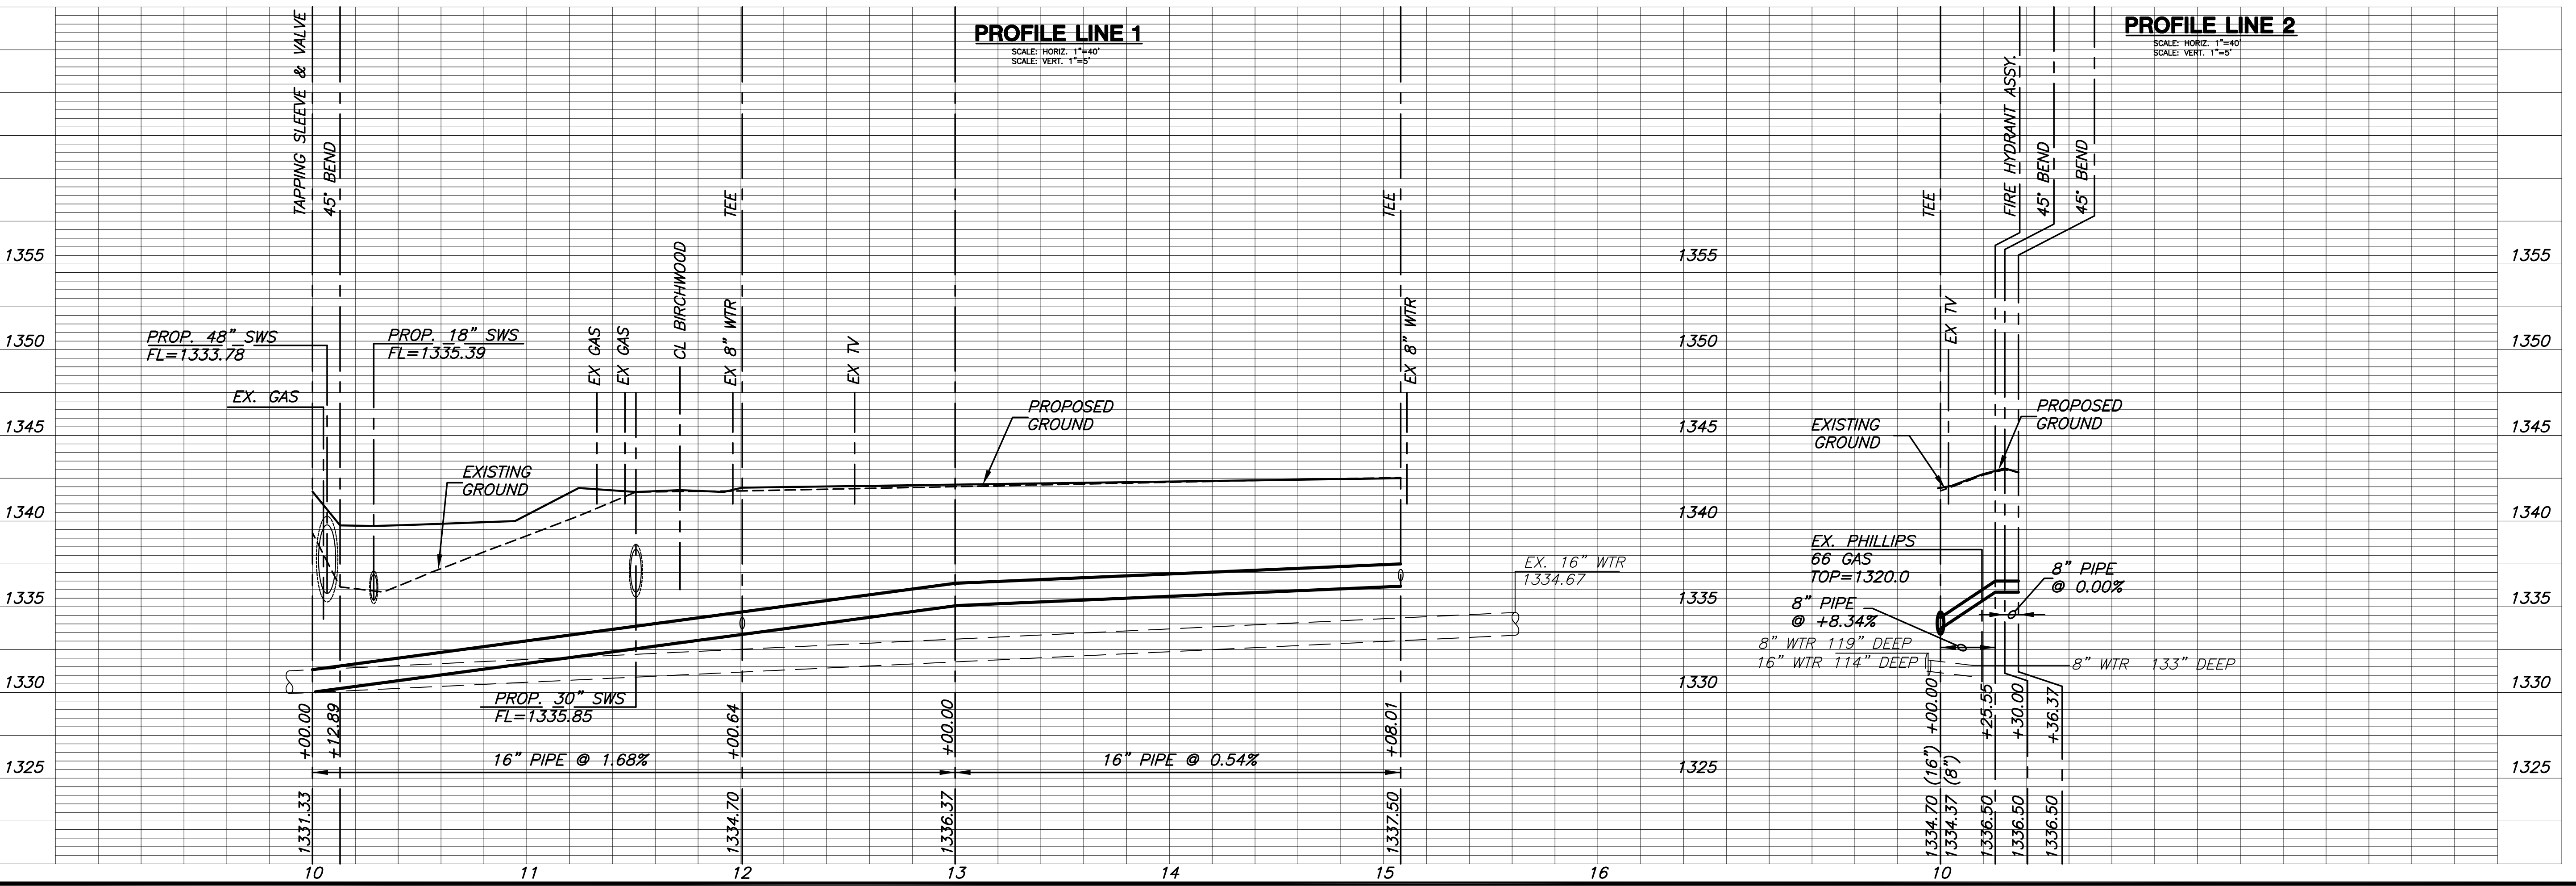 PROFILE LINE 1
SCALE: HORIZ. 1"=40'
SCALE: VERT. 1"=5'
TAPPING SLEEVE & VALVE
45° BEND
TEE
TEE
1355
1350
1345
1340
1335
1330
1325
PROP. 48" SWS
FL=1333.78
EX. GAS
PROP. 18" SWS
FL=1335.39
EXISTING
GROUND
EX GAS
EX GAS
CL BIRCHWOOD
EX 8" WTR
EX TV
PROPOSED
GROUND
EX 8" WTR
EX. 16" WTR
1334.67
PROP. 30" SWS
FL=1335.85
+00.00
+12.89
+00.64
+00.00
+08.01
16" PIPE @ 1.68%
16" PIPE @ 0.54%
1331.33
1334.70
1336.37
1337.50
10
11
12
13
14
15
16
PROFILE LINE 2
SCALE: HORIZ. 1"=40'
SCALE: VERT. 1"=5'
TEE
FIRE HYDRANT ASSY.
45° BEND
45° BEND
1355
1350
1345
1340
1335
1330
1325
EX TV
EXISTING
GROUND
PROPOSED
GROUND
EX. PHILLIPS
66 GAS
TOP=1320.0
8" PIPE
@ +8.34%
8" PIPE
@ 0.00%
8" WTR 119" DEEP
16" WTR 114" DEEP
8" WTR 133" DEEP
+00.00
+25.55
+30.00
+36.37
1334.70 (16")
1334.37 (8")
1336.50
1336.50
1336.50
10
1355
1350
1345
1340
1335
1330
1325